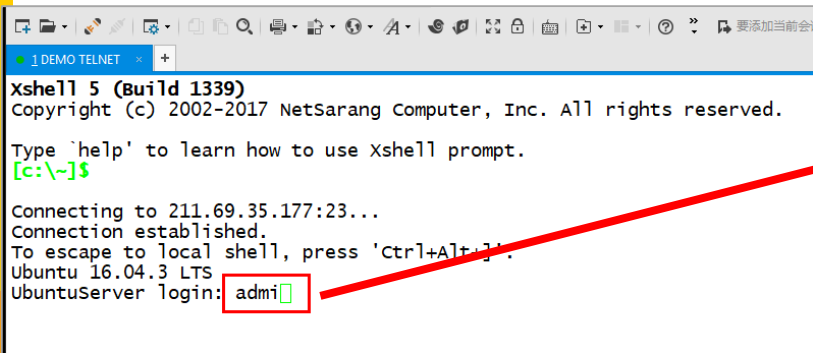 要添加当前会
1 DEMO TELNET × +
Xshell 5 (Build 1339)
Copyright (c) 2002-2017 NetSarang Computer, Inc. All rights reserved.
Type `help' to learn how to use Xshell prompt.
[c:\~]$
Connecting to 211.69.35.177:23...
Connection established.
To escape to local shell, press 'Ctrl+Alt+]'.
Ubuntu 16.04.3 LTS
UbuntuServer login: admi